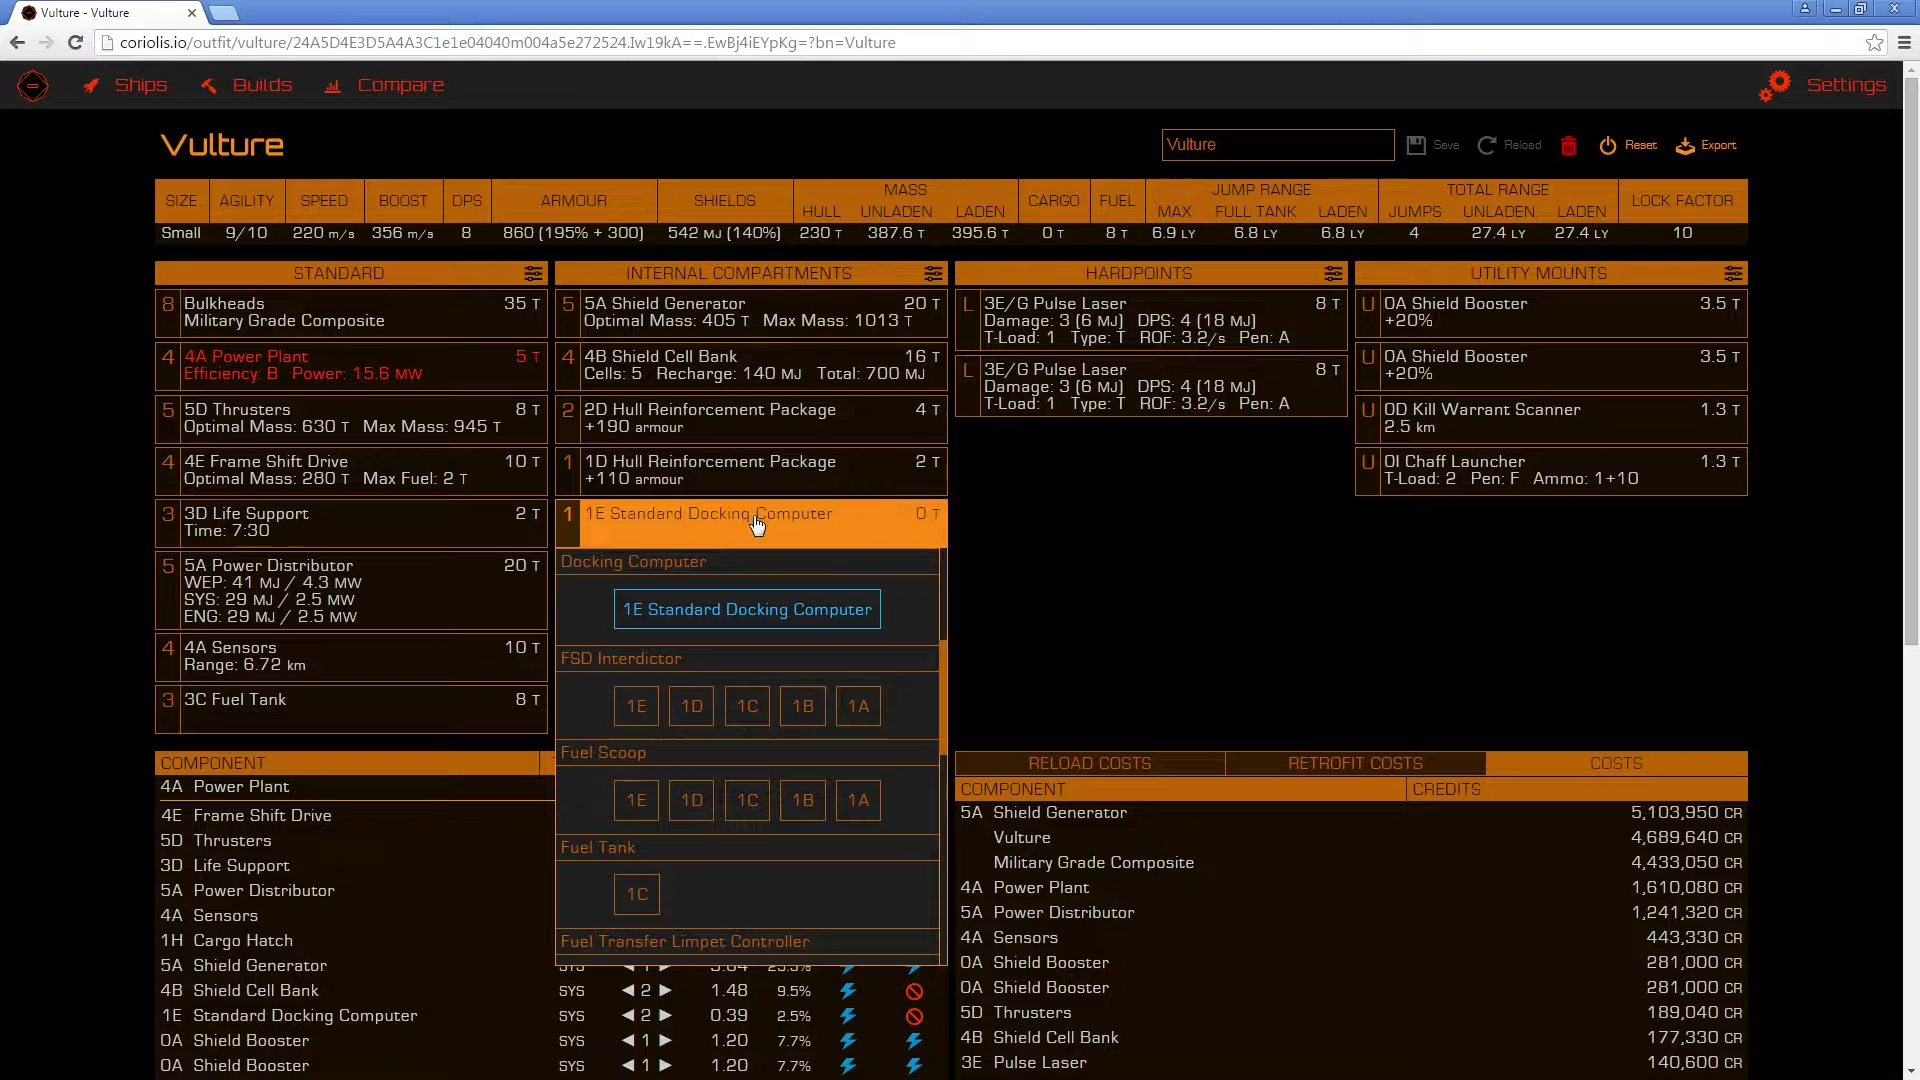 Vulture - Vulture
coriolis.io/outfit/vulture/24A5D4E3D5A4A3C1e1e04040m004a5e272524.Iw19kA==.EwBj4iEYpKg=?bn=Vulture
Ships Builds Compare Settings
Vulture
Vulture Save Reload Reset Export
SIZE AGILITY SPEED BOOST DPS ARMOUR SHIELDS MASS CARGO FUEL JUMP RANGE TOTAL RANGE LOCK FACTOR
HULL UNLADEN LADEN MAX FULL TANK LADEN JUMPS UNLADEN LADEN
Small 9/10 220 m/s 356 m/s 8 860 (195% + 300) 542 MJ (140%) 230 T 387.6 T 395.6 T 0 T 8 T 6.9 LY 6.8 LY 6.8 LY 4 27.4 LY 27.4 LY 10
STANDARD
8 Bulkheads 35 T
Military Grade Composite
4 4A Power Plant 5 T
Efficiency: B Power: 15.6 MW
5 5D Thrusters 8 T
Optimal Mass: 630 T Max Mass: 945 T
4 4E Frame Shift Drive 10 T
Optimal Mass: 280 T Max Fuel: 2 T
3 3D Life Support 2 T
Time: 7:30
5 5A Power Distributor 20 T
WEP: 41 MJ / 4.3 MW
SYS: 29 MJ / 2.5 MW
ENG: 29 MJ / 2.5 MW
4 4A Sensors 10 T
Range: 6.72 km
3 3C Fuel Tank 8 T
INTERNAL COMPARTMENTS
5 5A Shield Generator 20 T
Optimal Mass: 405 T Max Mass: 1013 T
4 4B Shield Cell Bank 16 T
Cells: 5 Recharge: 140 MJ Total: 700 MJ
2 2D Hull Reinforcement Package 4 T
+190 armour
1 1D Hull Reinforcement Package 2 T
+110 armour
1 1E Standard Docking Computer 0 T
Docking Computer
1E Standard Docking Computer
FSD Interdictor
1E 1D 1C 1B 1A
Fuel Scoop
1E 1D 1C 1B 1A
Fuel Tank
1C
Fuel Transfer Limpet Controller
HARDPOINTS
L 3E/G Pulse Laser 8 T
Damage: 3 (6 MJ) DPS: 4 (18 MJ)
T-Load: 1 Type: T ROF: 3.2/s Pen: A
L 3E/G Pulse Laser 8 T
Damage: 3 (6 MJ) DPS: 4 (18 MJ)
T-Load: 1 Type: T ROF: 3.2/s Pen: A
UTILITY MOUNTS
U 0A Shield Booster 3.5 T
+20%
U 0A Shield Booster 3.5 T
+20%
U 0D Kill Warrant Scanner 1.3 T
2.5 km
U 0I Chaff Launcher 1.3 T
T-Load: 2 Pen: F Ammo: 1+10
COMPONENT
4A Power Plant
4E Frame Shift Drive
5D Thrusters
3D Life Support
5A Power Distributor
4A Sensors
1H Cargo Hatch
5A Shield Generator
4B Shield Cell Bank SYS 2 1.48 9.5%
1E Standard Docking Computer SYS 2 0.39 2.5%
0A Shield Booster SYS 1 1.20 7.7%
0A Shield Booster SYS 1 1.20 7.7%
RELOAD COSTS RETROFIT COSTS COSTS
COMPONENT CREDITS
5A Shield Generator 5,103,950 CR
Vulture 4,689,640 CR
Military Grade Composite 4,433,050 CR
4A Power Plant 1,610,080 CR
5A Power Distributor 1,241,320 CR
4A Sensors 443,330 CR
0A Shield Booster 281,000 CR
0A Shield Booster 281,000 CR
5D Thrusters 189,040 CR
4B Shield Cell Bank 177,330 CR
3E Pulse Laser 140,600 CR